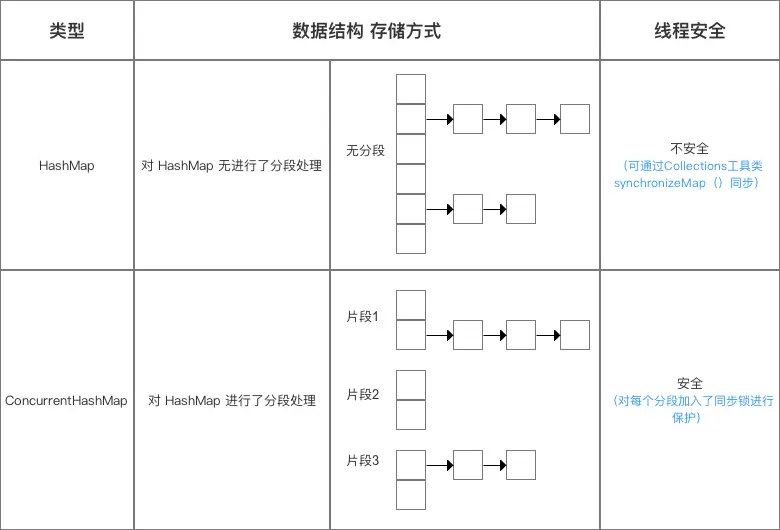 类型
数据结构 存储方式
线程安全
HashMap
对 HashMap 无进行了分段处理
无分段
不安全
（可通过Collections工具类
synchronizeMap（）同步）
ConcurrentHashMap
对 HashMap 进行了分段处理
片段1
片段2
片段3
安全
（对每个分段加入了同步锁进行
保护）